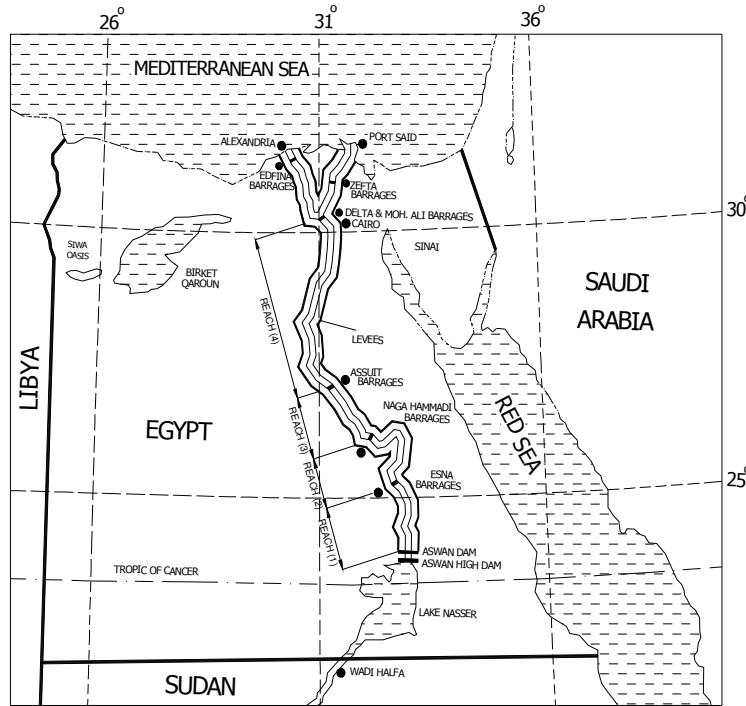 26°
31°
36°
MEDITERRANEAN SEA
ALEXANDRIA
PORT SAID
EDFINA
BARRAGES
ZEFTA
BARRAGES
30°
DELTA & MOH. ALI BARRAGES
CAIRO
SIWA
OASIS
BIRKET
QAROUN
SINAI
SAUDI
ARABIA
REACH (4)
LEVEES
LIBYA
ASSUIT
BARRAGES
NAGA HAMMADI
BARRAGES
RED SEA
EGYPT
REACH (3)
ESNA
BARRAGES
25°
REACH (2)
REACH (1)
ASWAN DAM
ASWAN HIGH DAM
TROPIC OF CANCER
LAKE NASSER
WADI HALFA
SUDAN